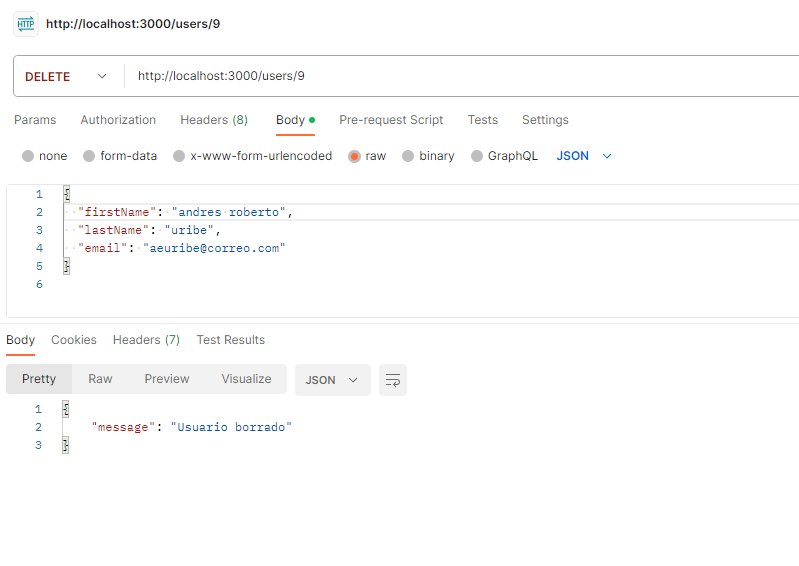 HTTP http://localhost:3000/users/9
DELETE http://localhost:3000/users/9
Params Authorization Headers (8) Body Pre-request Script Tests Settings
none form-data x-www-form-urlencoded raw binary GraphQL JSON
1 {
2 "firstName": "andres roberto",
3 "lastName": "uribe",
4 "email": "aeuribe@correo.com"
5 }
6
Body Cookies Headers (7) Test Results
Pretty Raw Preview Visualize JSON
1 {
2 "message": "Usuario borrado"
3 }